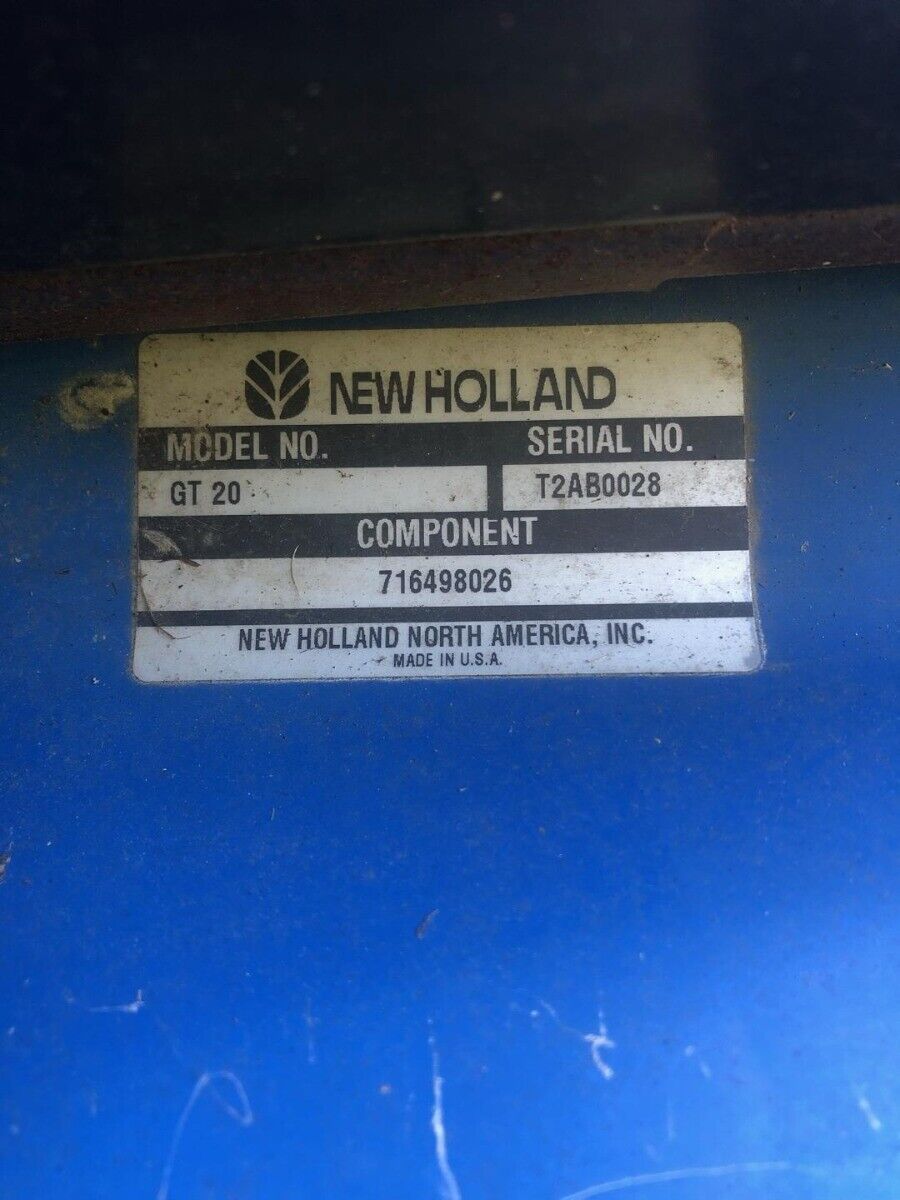 NEW HOLLAND
MODEL NO. SERIAL NO.
GT 20 T2AB0028
COMPONENT
716498026
NEW HOLLAND NORTH AMERICA, INC.
MADE IN U.S.A.